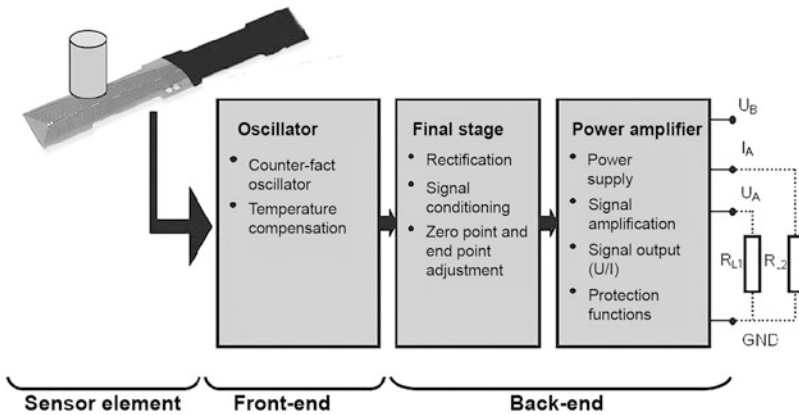 Oscillator
• Counter-fact
oscillator
• Temperature
compensation
Final stage
• Rectification
• Signal
conditioning
• Zero point and
end point
adjustment
Power amplifier
• Power
supply
• Signal
amplification
• Signal output
(U/I)
• Protection
functions
U_B
I_A
U_A
R_L1
R_L2
GND
Sensor element
Front-end
Back-end